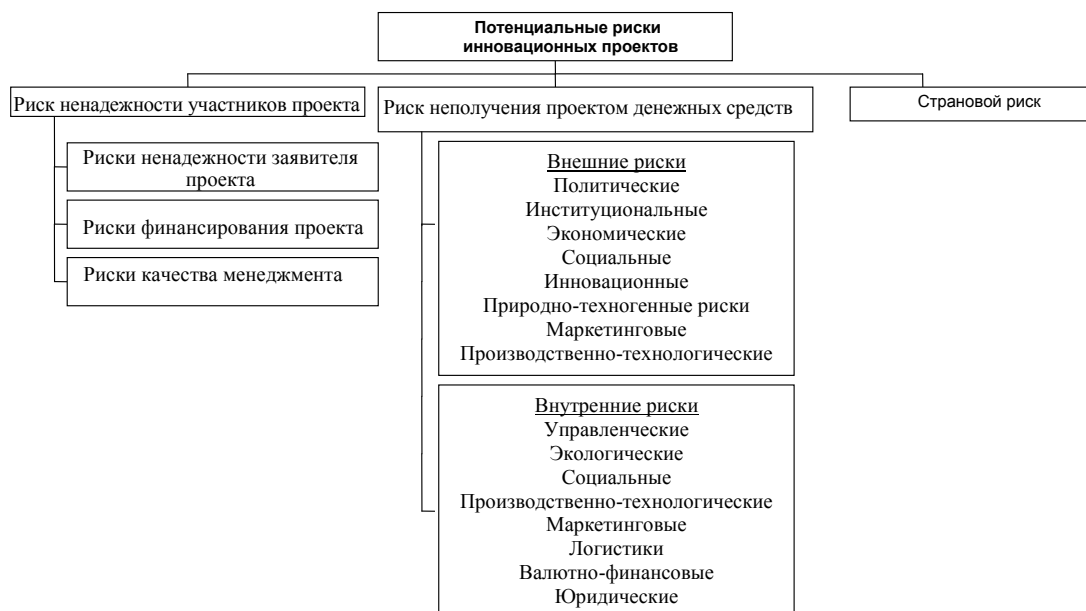 Потенциальные риски
инновационных проектов
Риск ненадежности участников проекта
Риск неполучения проектом денежных средств
Страновой риск
Риски ненадежности заявителя
проекта
Риски финансирования проекта
Риски качества менеджмента
Внешние риски
Политические
Институциональные
Экономические
Социальные
Инновационные
Природно-техногенные риски
Маркетинговые
Производственно-технологические
Внутренние риски
Управленческие
Экологические
Социальные
Производственно-технологические
Маркетинговые
Логистики
Валютно-финансовые
Юридические